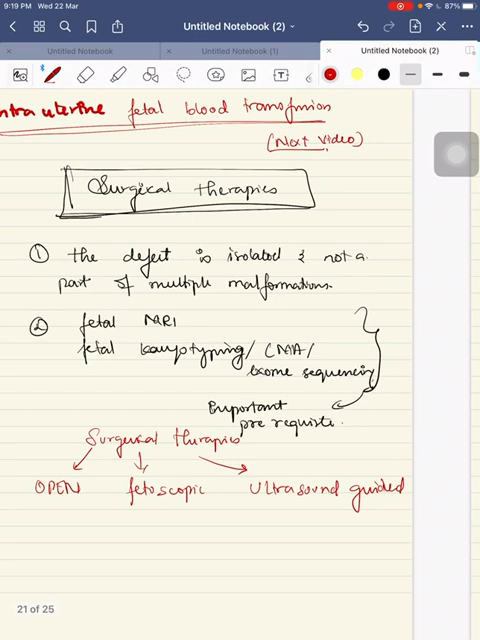 9:19 PM Wed 22 Mar
87%
Untitled Notebook (2)
Untitled Notebook
Untitled Notebook (1)
Untitled Notebook (2)
ntra uterine fetal blood transfusion
(Next Video)
Surgical therapies
① the defect is isolated & not a
part of multiple malformations.
② fetal MRI
fetal karyotyping / CMA /
exome sequencing
Important
pre requisite.
Surgical therapies
OPEN fetoscopic Ultrasound guided
21 of 25